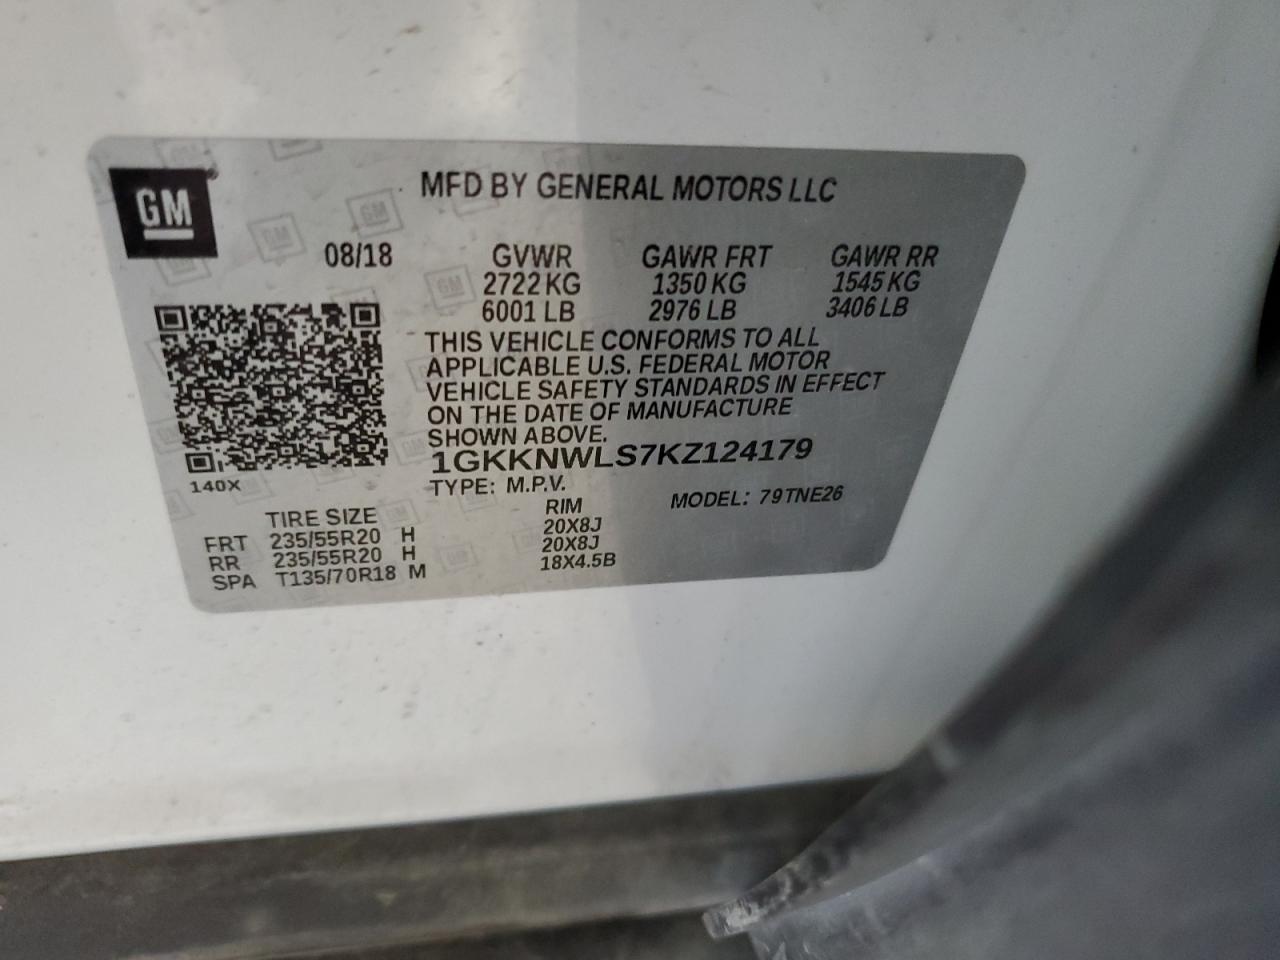 GM
MFD BY GENERAL MOTORS LLC
08/18 GVWR GAWR FRT GAWR RR
2722 KG 1350 KG 1545 KG
6001 LB 2976 LB 3406 LB
THIS VEHICLE CONFORMS TO ALL
APPLICABLE U.S. FEDERAL MOTOR
VEHICLE SAFETY STANDARDS IN EFFECT
ON THE DATE OF MANUFACTURE
SHOWN ABOVE.
1GKKNWLS7KZ124179
140X
TYPE: M.P.V. MODEL: 79TNE26
TIRE SIZE RIM
FRT 235/55R20 H 20X8J
RR 235/55R20 H 20X8J
SPA T135/70R18 M 18X4.5B